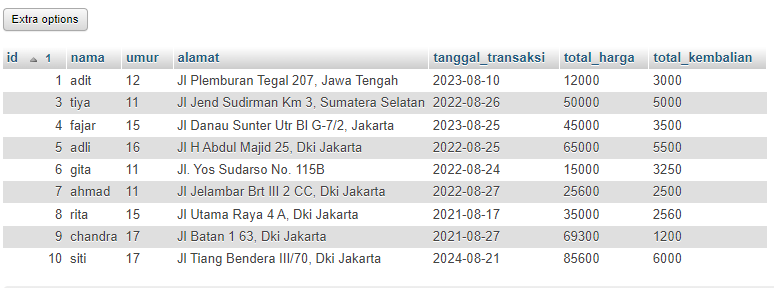 Extra options
id 1 nama umur alamat tanggal_transaksi total_harga total_kembalian
1 adit 12 Jl Plemburan Tegal 207, Jawa Tengah 2023-08-10 12000 3000
3 tiya 11 Jl Jend Sudirman Km 3, Sumatera Selatan 2022-08-26 50000 5000
4 fajar 15 Jl Danau Sunter Utr Bl G-7/2, Jakarta 2023-08-25 45000 3500
5 adli 16 Jl H Abdul Majid 25, Dki Jakarta 2022-08-25 65000 5500
6 gita 11 Jl. Yos Sudarso No. 115B 2022-08-24 15000 3250
7 ahmad 11 Jl Jelambar Brt III 2 CC, Dki Jakarta 2022-08-27 25600 2500
8 rita 15 Jl Utama Raya 4 A, Dki Jakarta 2021-08-17 35000 2560
9 chandra 17 Jl Batan 1 63, Dki Jakarta 2021-08-27 69300 1200
10 siti 17 Jl Tiang Bendera III/70, Dki Jakarta 2024-08-21 85600 6000